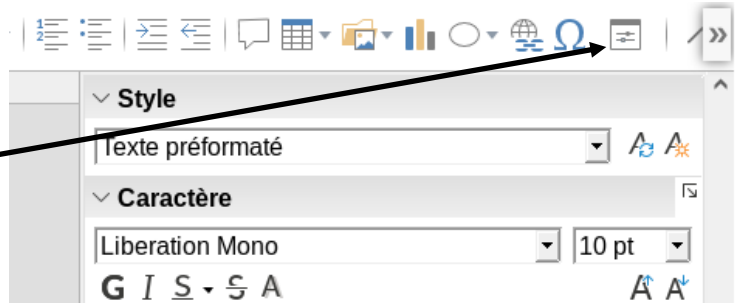 Style
Texte préformaté
Caractère
Liberation Mono 10 pt
G I S S A